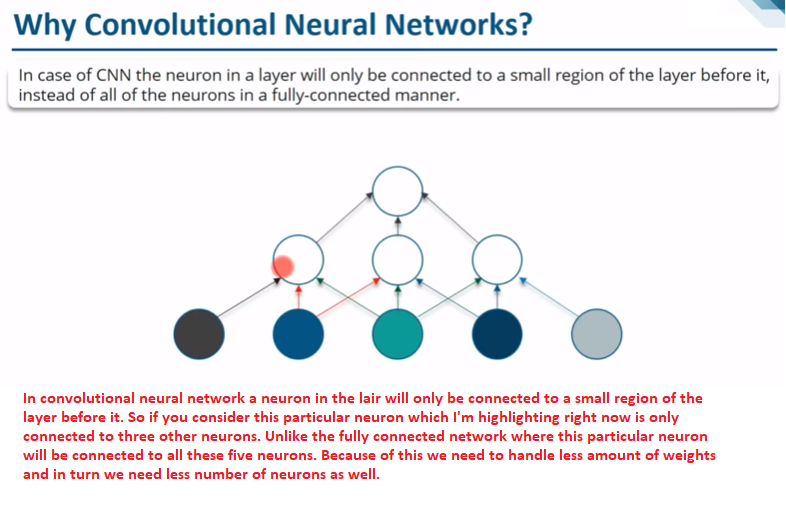 Why Convolutional Neural Networks?
In case of CNN the neuron in a layer will only be connected to a small region of the layer before it,
instead of all of the neurons in a fully-connected manner.
In convolutional neural network a neuron in the lair will only be connected to a small region of the
layer before it. So if you consider this particular neuron which I'm highlighting right now is only
connected to three other neurons. Unlike the fully connected network where this particular neuron
will be connected to all these five neurons. Because of this we need to handle less amount of weights
and in turn we need less number of neurons as well.